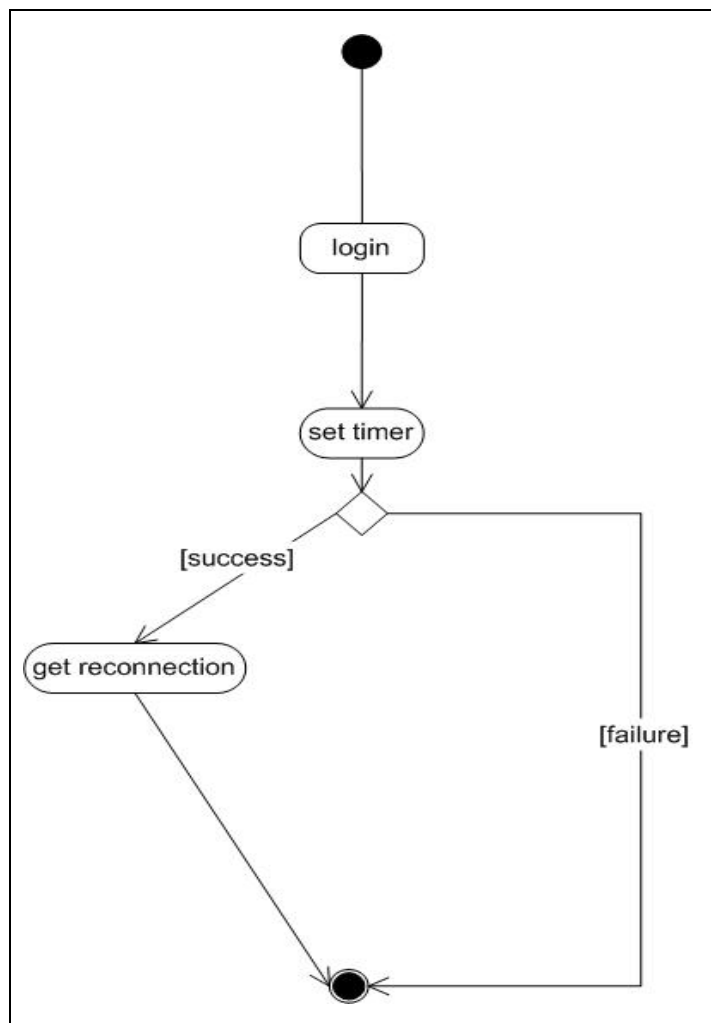 login
set timer
[success]
get reconnection
[failure]